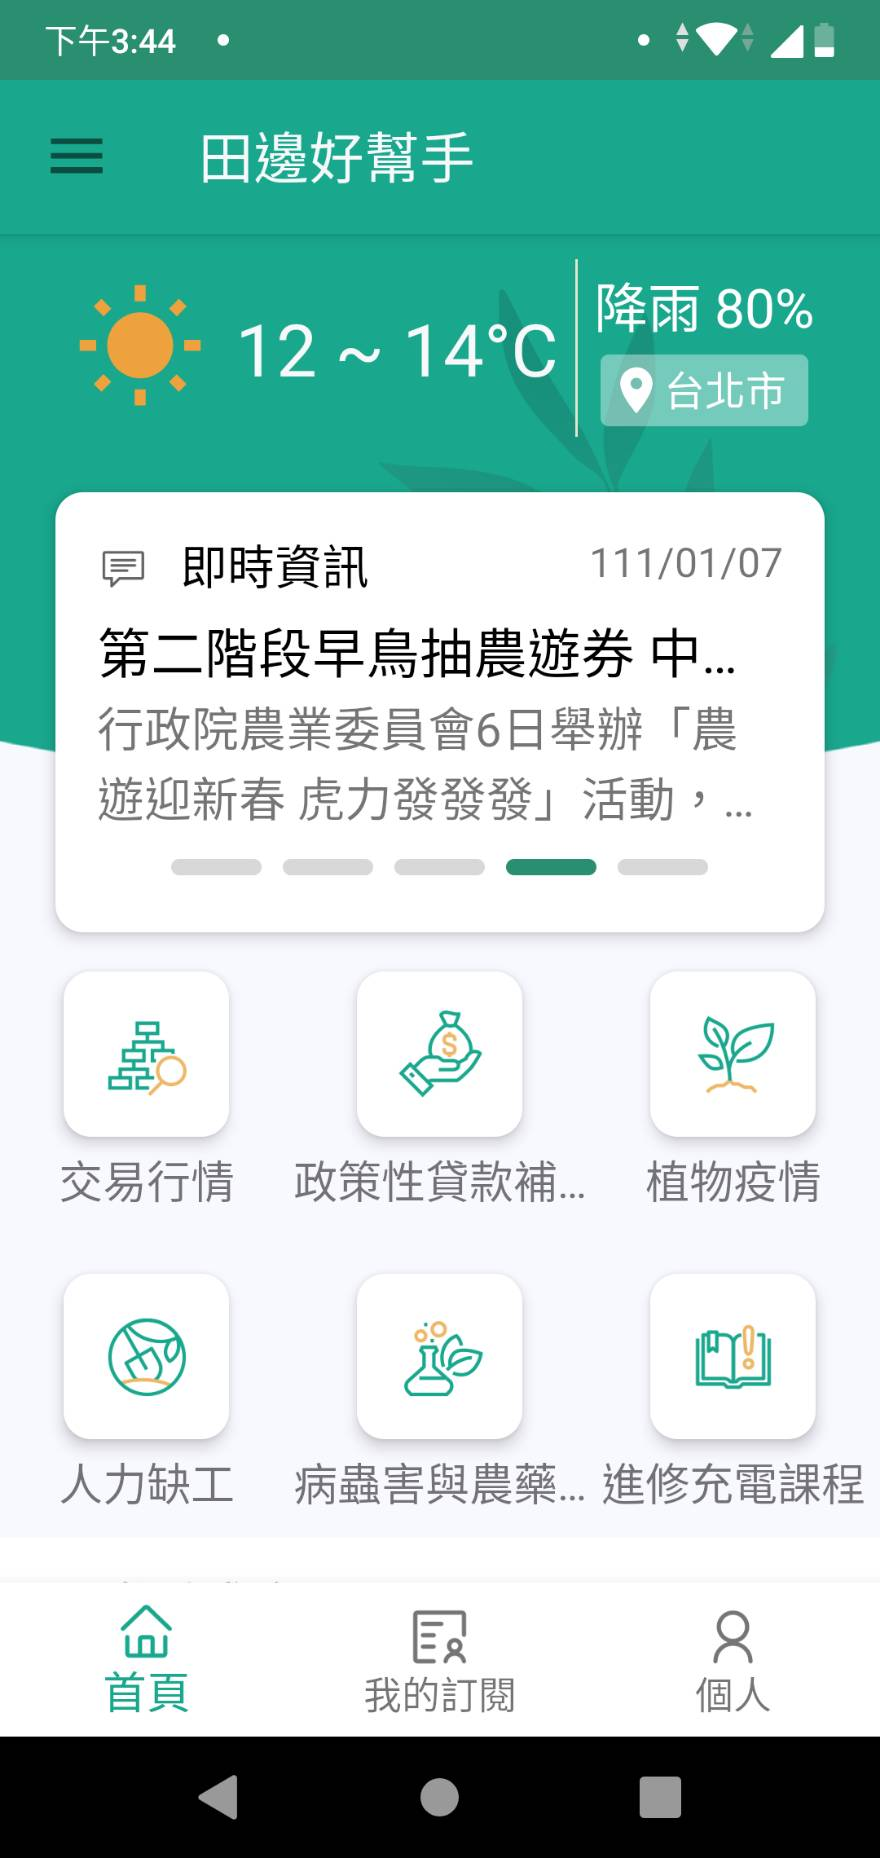 下午3:44
田邊好幫手
12 ~ 14°C
降雨 80%
台北市
即時資訊
111/01/07
第二階段早鳥抽農遊券 中...
行政院農業委員會6日舉辦「農
遊迎新春 虎力發發發」活動，...
交易行情
政策性貸款補...
植物疫情
人力缺工
病蟲害與農藥...
進修充電課程
首頁
我的訂閱
個人